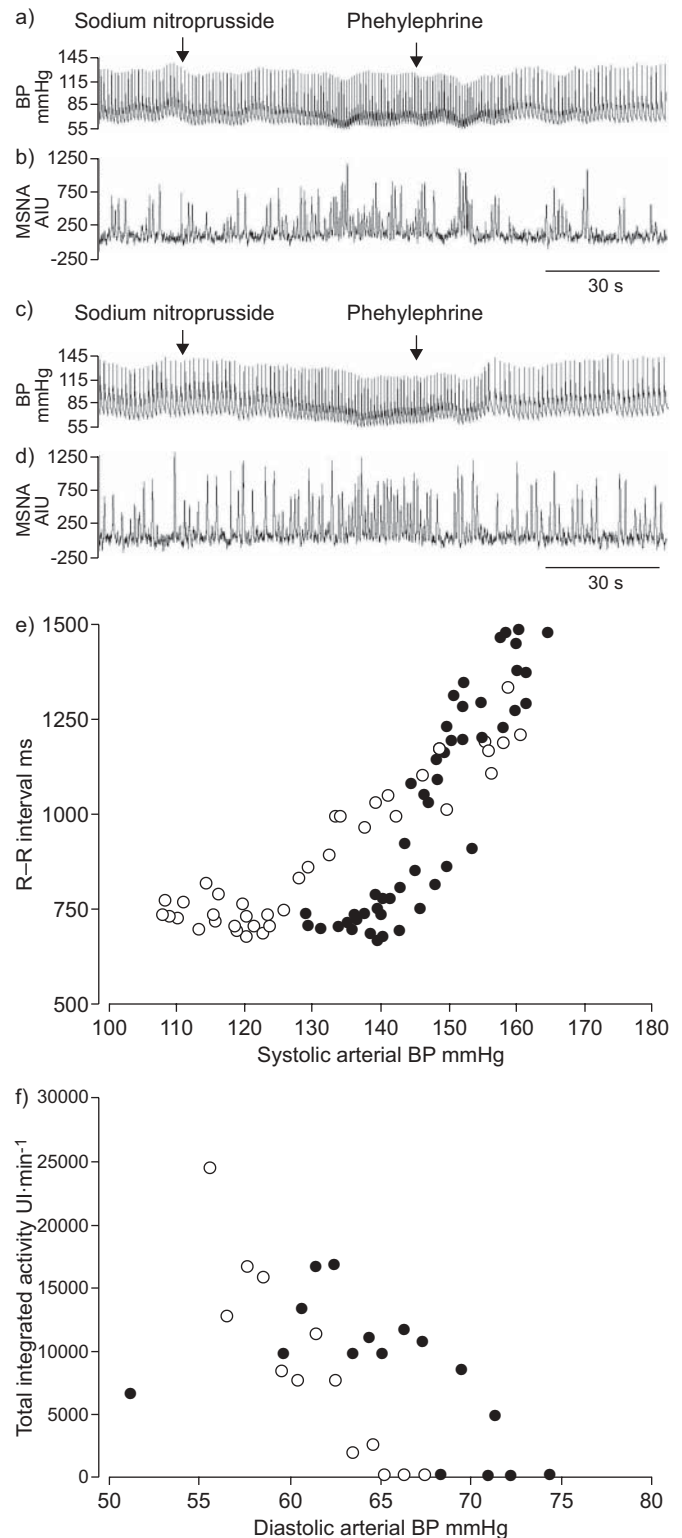 a)
Sodium nitroprusside Phehylephrine
145
115
85
55
BP
mmHg
b)
1250
750
250
-250
MSNA
AIU
30 s
c)
Sodium nitroprusside Phehylephrine
145
115
85
55
BP
mmHg
d)
1250
750
250
-250
MSNA
AIU
30 s
e)
1500
1250
1000
750
500
R–R interval ms
100 110 120 130 140 150 160 170 180
Systolic arterial BP mmHg
f)
30000
25000
20000
15000
10000
5000
0
Total integrated activity UI·min-1
50 55 60 65 70 75 80
Diastolic arterial BP mmHg